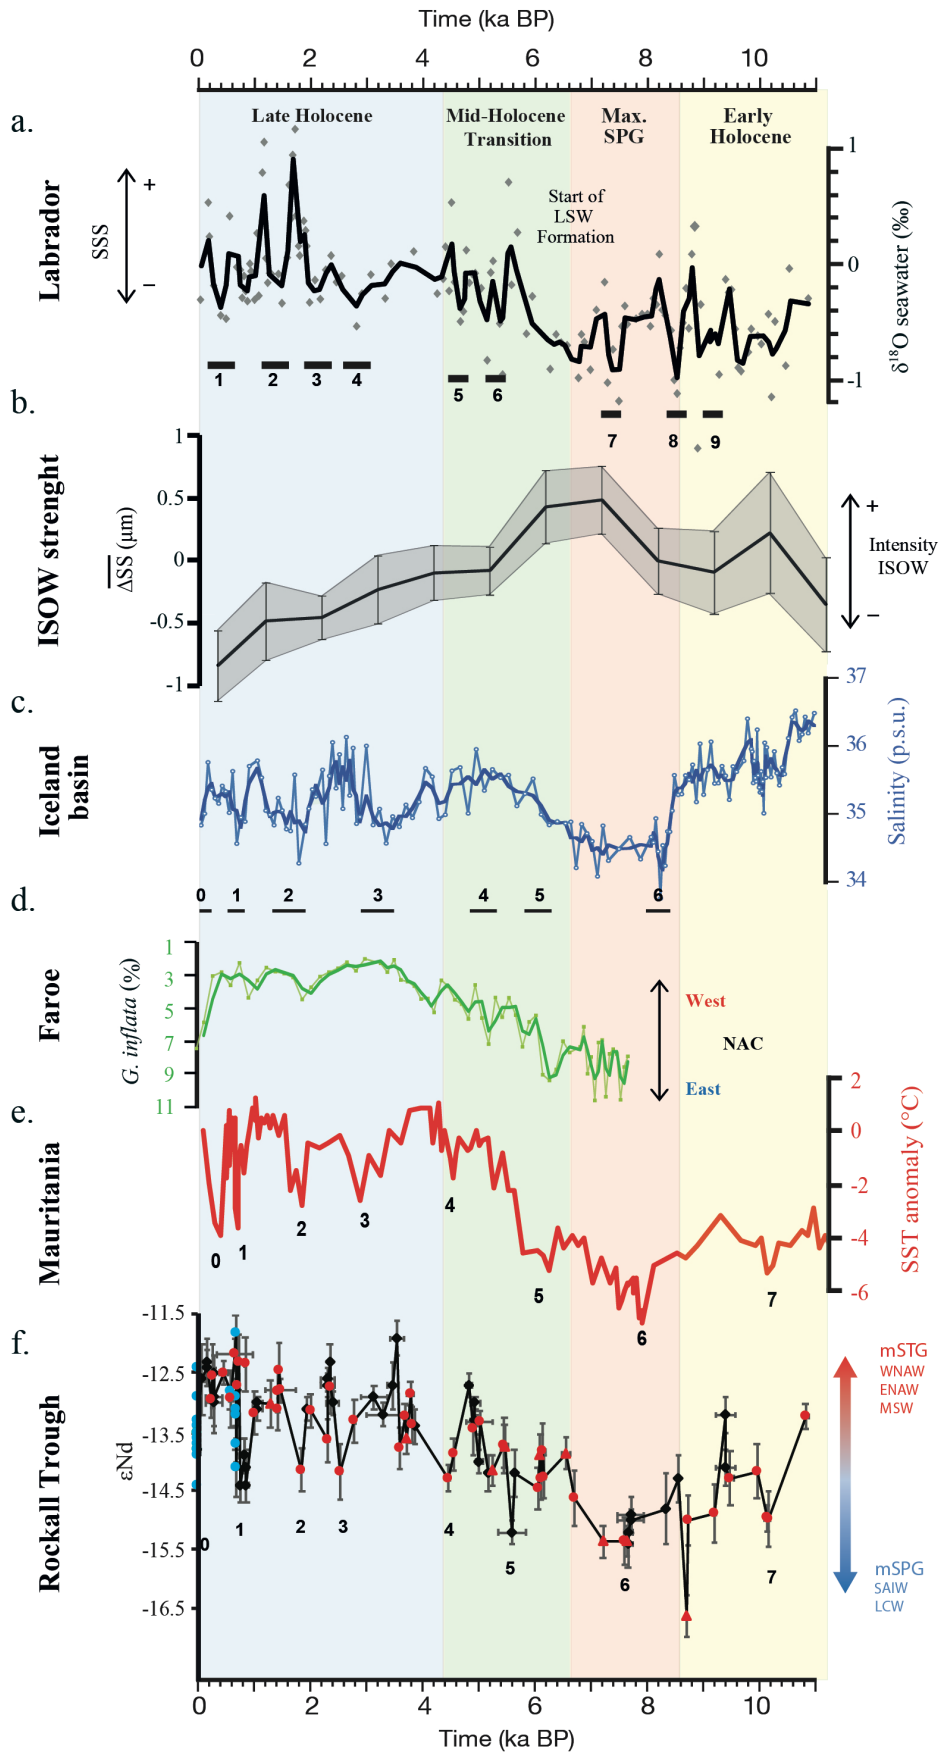 Time (ka BP)
0 2 4 6 8 10
a.
Late Holocene
Mid-Holocene
Transition
Max.
SPG
Early
Holocene
Labrador
SSS
+
−
Start of
LSW
Formation
1
0
-1
δ18O seawater (‰)
1 2 3 4 5 6
7 8 9
b.
ISOW strenght
ΔSS (μm)
1
0.5
0
-0.5
-1
+
Intensity
ISOW
−
c.
Iceland
basin
37
36
35
34
Salinity (p.s.u.)
0 1 2 3 4 5 6
d.
Faroe
G. inflata (%)
1
3
5
7
9
11
West
NAC
East
e.
Mauritania
2
0
-2
-4
-6
SST anomaly (°C)
0 1 2 3 4 5 6 7
f.
Rockall Trough
εNd
-11.5
-12.5
-13.5
-14.5
-15.5
-16.5
0 1 2 3 4 5 6 7
mSTG
WNAW
ENAW
MSW
mSPG
SAIW
LCW
0 2 4 6 8 10
Time (ka BP)